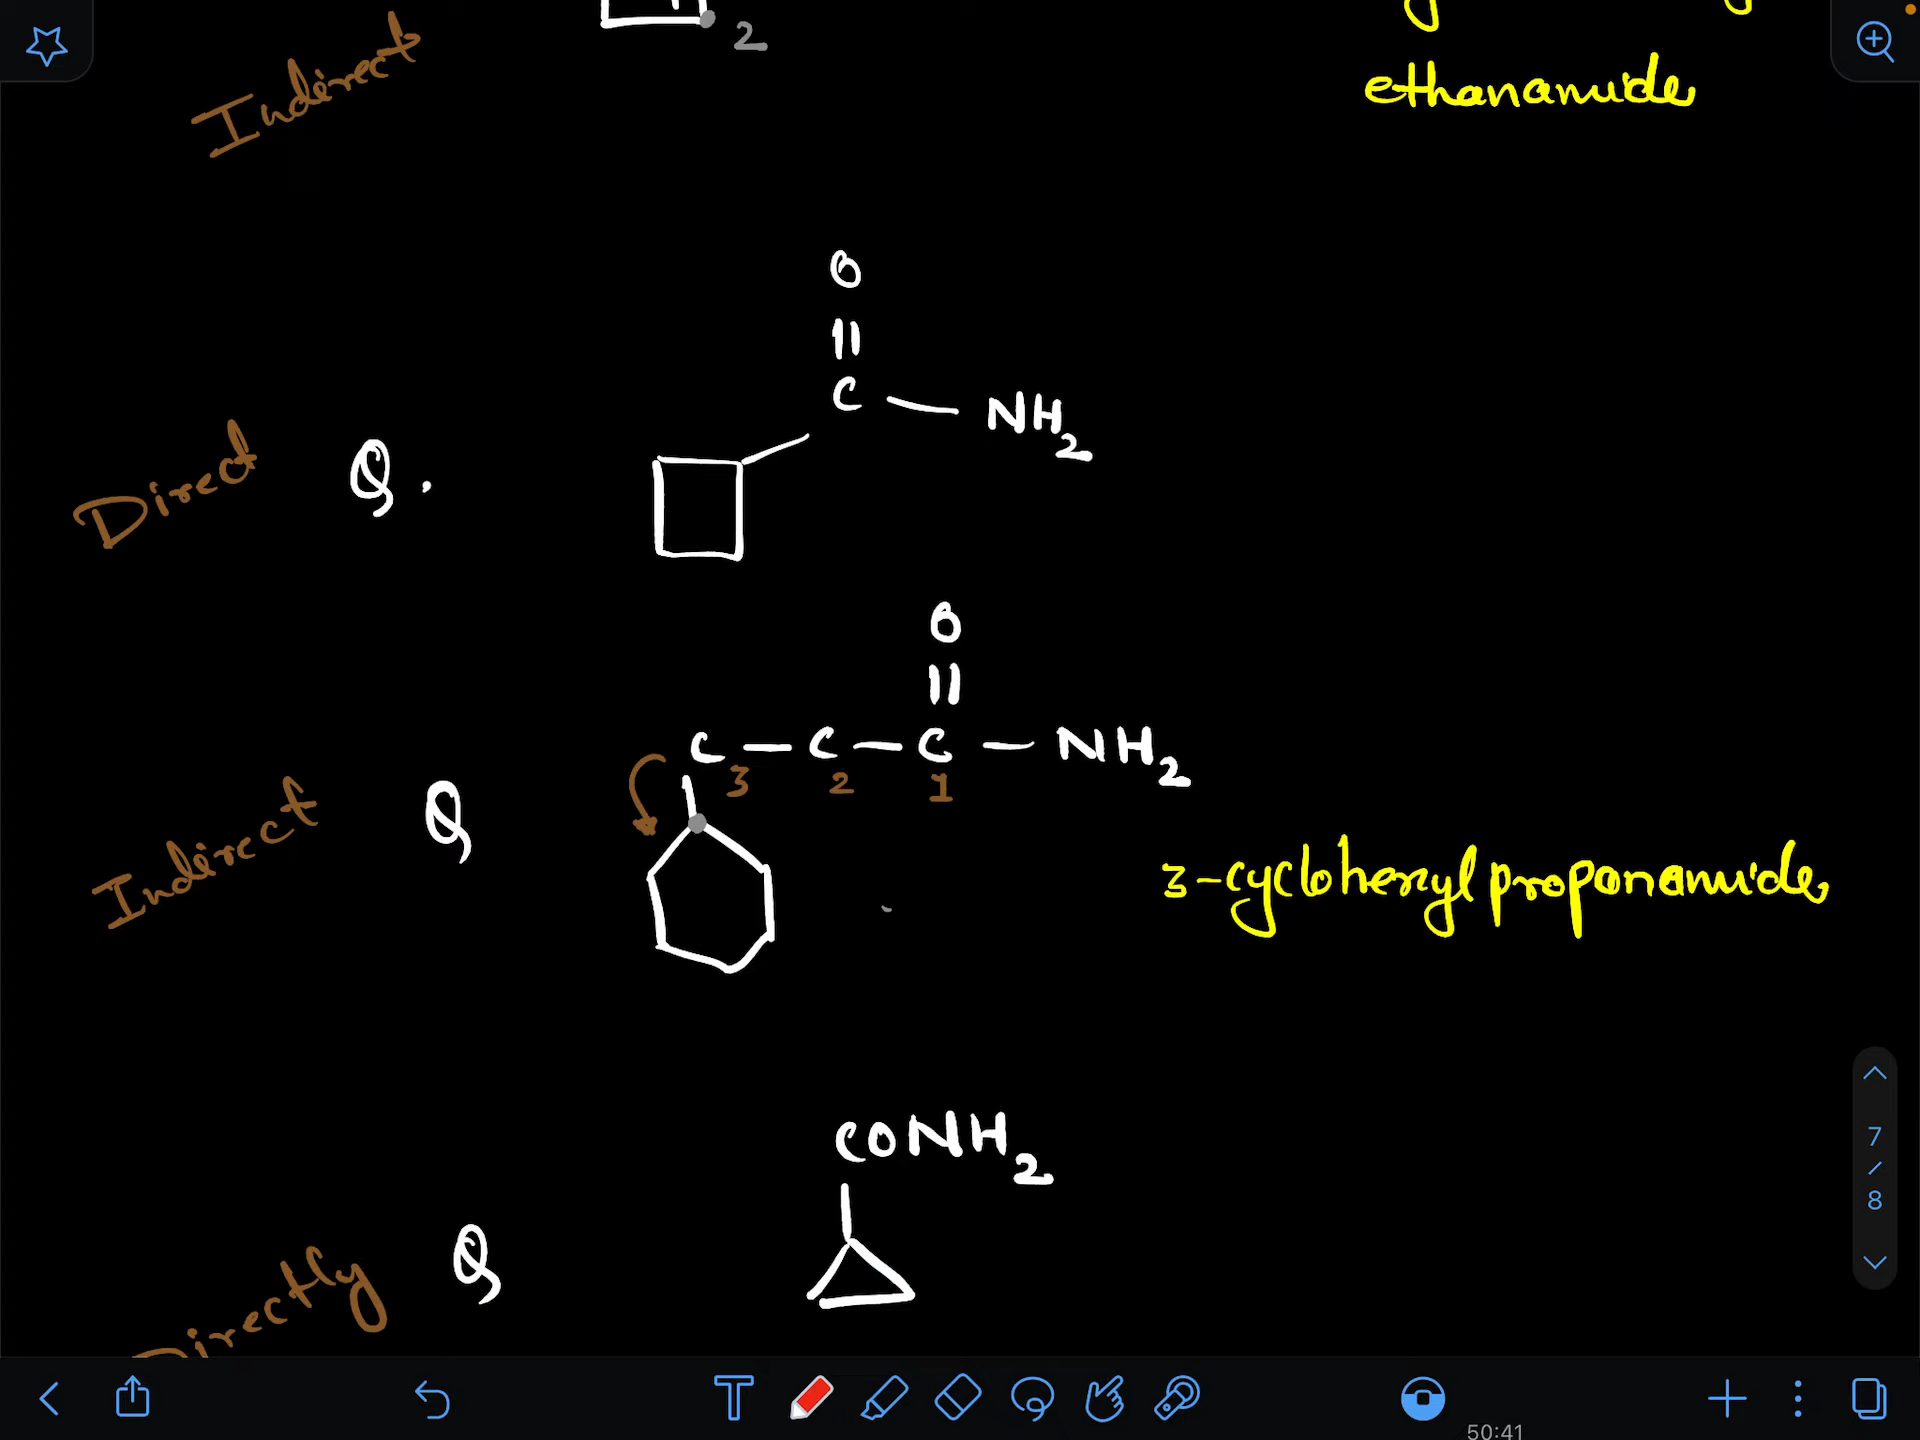 2
Indirect
ethanamide
O
||
C — NH2
Direct Q.
O
||
C — C — C — NH2
3 2 1
Indirect Q
3-cyclohexyl propanamide
CONH2
Directly Q
7
/
8
T
50:41